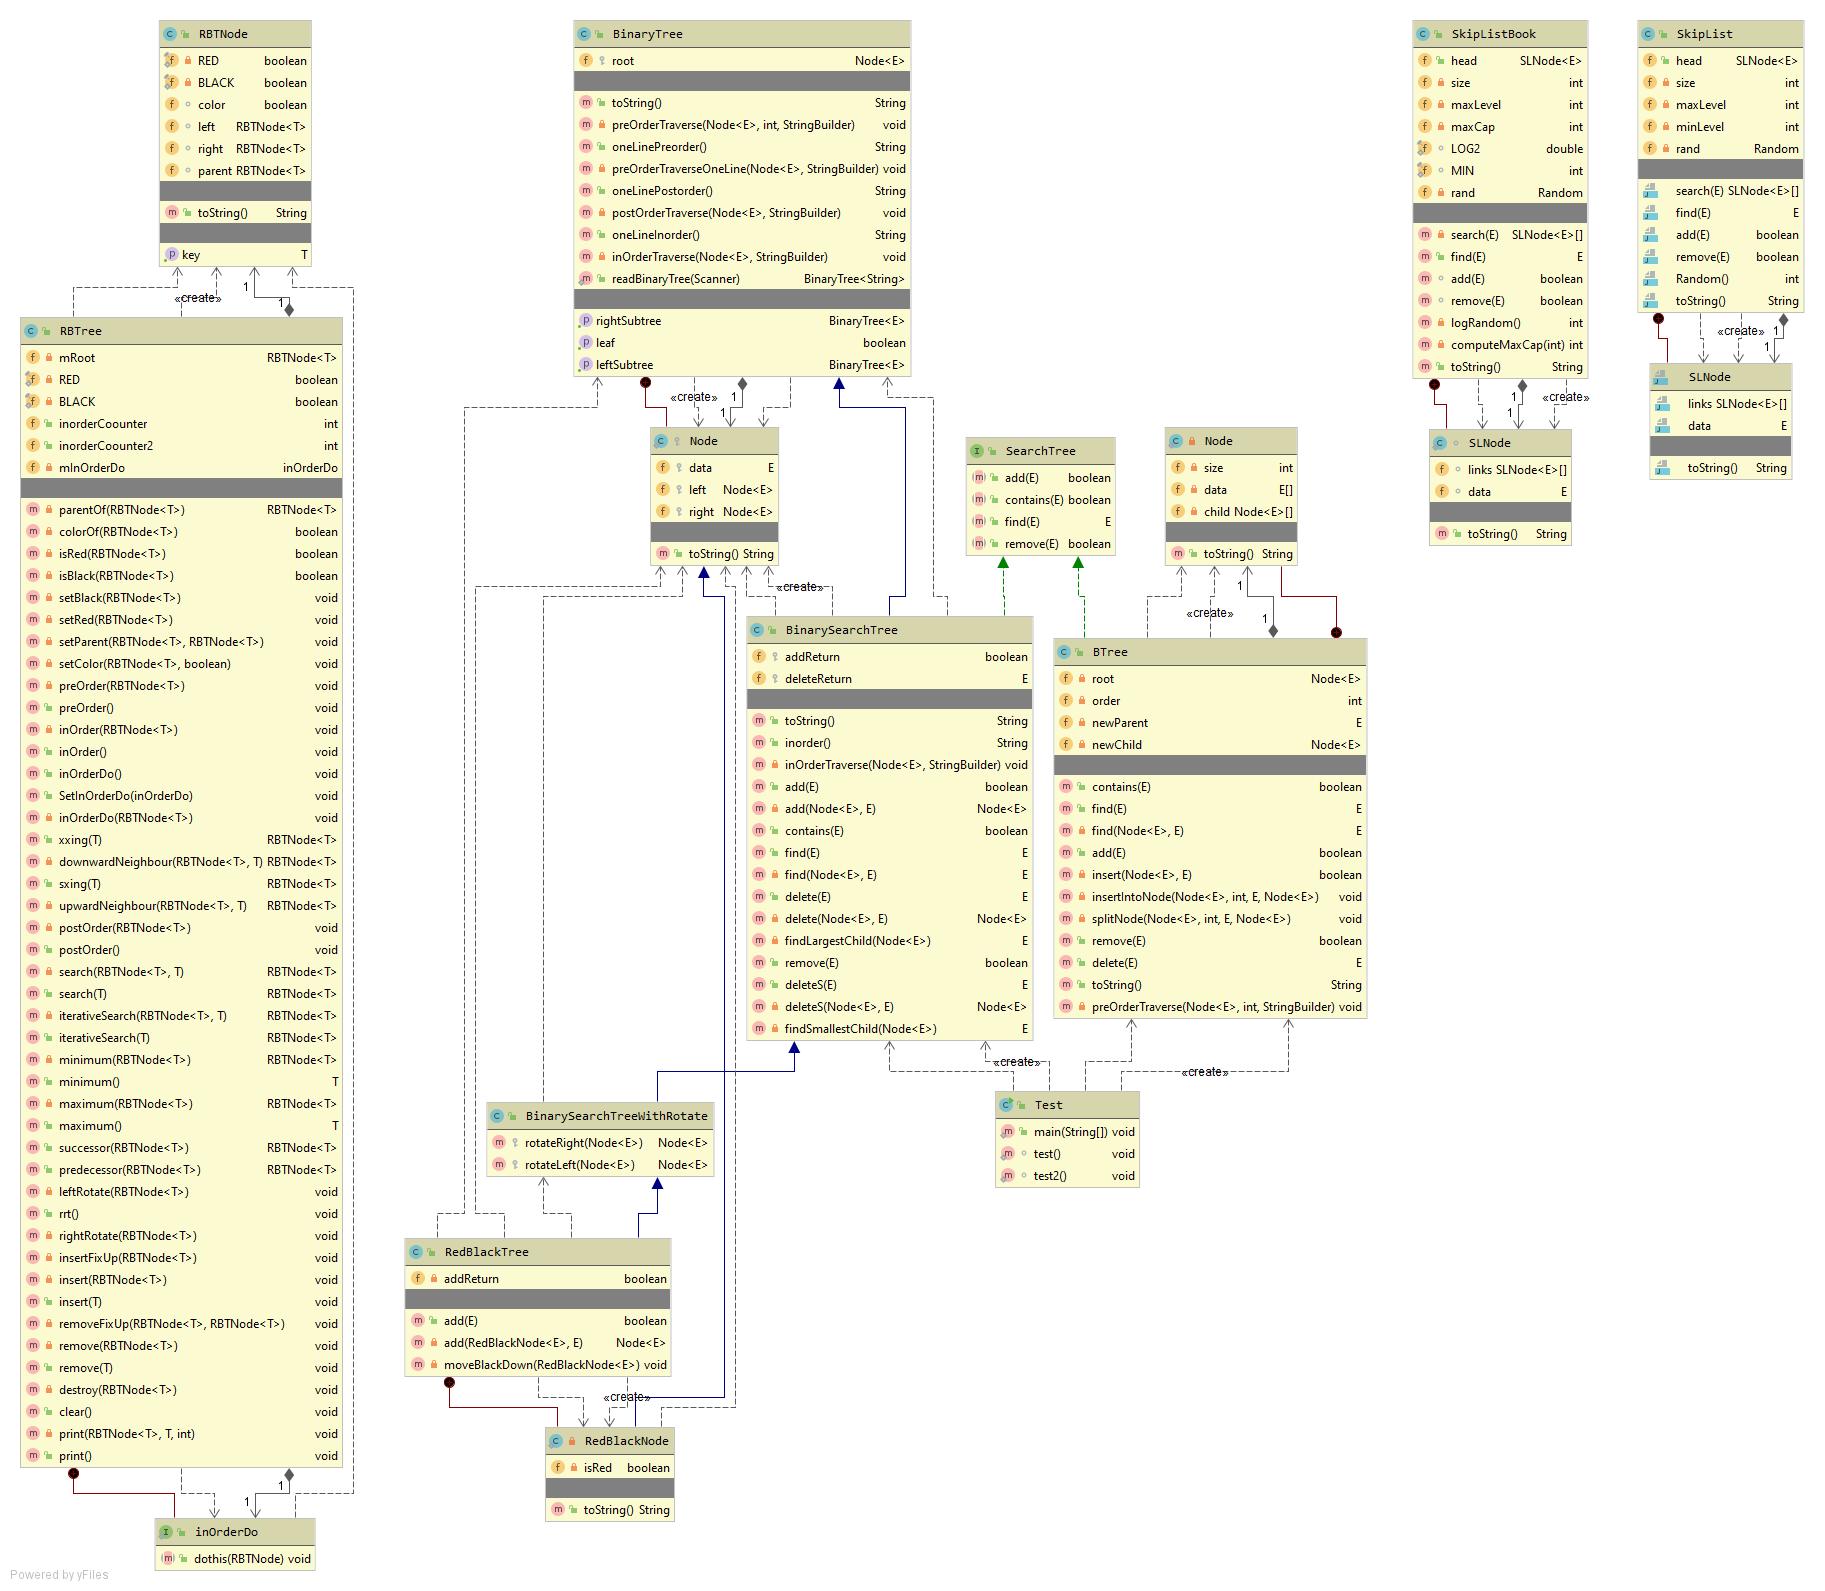 RBTNode
RED boolean
BLACK boolean
color boolean
left RBTNode<T>
right RBTNode<T>
parent RBTNode<T>
toString() String
key T
«create»
1
1
RBTree
mRoot RBTNode<T>
RED boolean
BLACK boolean
inorderCoounter int
inorderCoounter2 int
mInOrderDo inOrderDo
parentOf(RBTNode<T>) RBTNode<T>
colorOf(RBTNode<T>) boolean
isRed(RBTNode<T>) boolean
isBlack(RBTNode<T>) boolean
setBlack(RBTNode<T>) void
setRed(RBTNode<T>) void
setParent(RBTNode<T>, RBTNode<T>) void
setColor(RBTNode<T>, boolean) void
preOrder(RBTNode<T>) void
preOrder() void
inOrder(RBTNode<T>) void
inOrder() void
inOrderDo() void
SetInOrderDo(inOrderDo) void
inOrderDo(RBTNode<T>) void
xxing(T) RBTNode<T>
downwardNeighbour(RBTNode<T>, T) RBTNode<T>
sxing(T) RBTNode<T>
upwardNeighbour(RBTNode<T>, T) RBTNode<T>
postOrder(RBTNode<T>) void
postOrder() void
search(RBTNode<T>, T) RBTNode<T>
search(T) RBTNode<T>
iterativeSearch(RBTNode<T>, T) RBTNode<T>
iterativeSearch(T) RBTNode<T>
minimum(RBTNode<T>) RBTNode<T>
minimum() T
maximum(RBTNode<T>) RBTNode<T>
maximum() T
successor(RBTNode<T>) RBTNode<T>
predecessor(RBTNode<T>) RBTNode<T>
leftRotate(RBTNode<T>) void
rrt() void
rightRotate(RBTNode<T>) void
insertFixUp(RBTNode<T>) void
insert(RBTNode<T>) void
insert(T) void
removeFixUp(RBTNode<T>, RBTNode<T>) void
remove(RBTNode<T>) void
remove(T) void
destroy(RBTNode<T>) void
clear() void
print(RBTNode<T>, T, int) void
print() void
1
1
inOrderDo
dothis(RBTNode) void
BinaryTree
root Node<E>
toString() String
preOrderTraverse(Node<E>, int, StringBuilder) void
oneLinePreorder() String
preOrderTraverseOneLine(Node<E>, StringBuilder) void
oneLinePostorder() String
postOrderTraverse(Node<E>, StringBuilder) void
oneLineInorder() String
inOrderTraverse(Node<E>, StringBuilder) void
readBinaryTree(Scanner) BinaryTree<String>
rightSubtree BinaryTree<E>
leaf boolean
leftSubtree BinaryTree<E>
«create»
1
1
Node
data E
left Node<E>
right Node<E>
toString() String
«create»
SearchTree
add(E) boolean
contains(E) boolean
find(E) E
remove(E) boolean
Node
size int
data E[]
child Node<E>[]
toString() String
«create»
1
1
BinarySearchTree
addReturn boolean
deleteReturn E
toString() String
inorder() String
inOrderTraverse(Node<E>, StringBuilder) void
add(E) boolean
add(Node<E>, E) Node<E>
contains(E) boolean
find(E) E
find(Node<E>, E) E
delete(E) E
delete(Node<E>, E) Node<E>
findLargestChild(Node<E>) E
remove(E) boolean
deleteS(E) E
deleteS(Node<E>, E) Node<E>
findSmallestChild(Node<E>) E
BTree
root Node<E>
order int
newParent E
newChild Node<E>
contains(E) boolean
find(E) E
find(Node<E>, E) E
add(E) boolean
insert(Node<E>, E) boolean
insertIntoNode(Node<E>, int, E, Node<E>) void
splitNode(Node<E>, int, E, Node<E>) void
remove(E) boolean
delete(E) E
toString() String
preOrderTraverse(Node<E>, int, StringBuilder) void
«create»
«create»
Test
main(String[]) void
test() void
test2() void
BinarySearchTreeWithRotate
rotateRight(Node<E>) Node<E>
rotateLeft(Node<E>) Node<E>
RedBlackTree
addReturn boolean
add(E) boolean
add(RedBlackNode<E>, E) Node<E>
moveBlackDown(RedBlackNode<E>) void
«create»
RedBlackNode
isRed boolean
toString() String
SkipListBook
head SLNode<E>
size int
maxLevel int
maxCap int
LOG2 double
MIN int
rand Random
search(E) SLNode<E>[]
find(E) E
add(E) boolean
remove(E) boolean
logRandom() int
computeMaxCap(int) int
toString() String
1
«create»
1
SLNode
links SLNode<E>[]
data E
toString() String
SkipList
head SLNode<E>
size int
maxLevel int
minLevel int
rand Random
search(E) SLNode<E>[]
find(E) E
add(E) boolean
remove(E) boolean
Random() int
toString() String
«create»
1
1
SLNode
links SLNode<E>[]
data E
toString() String
Powered by yFiles